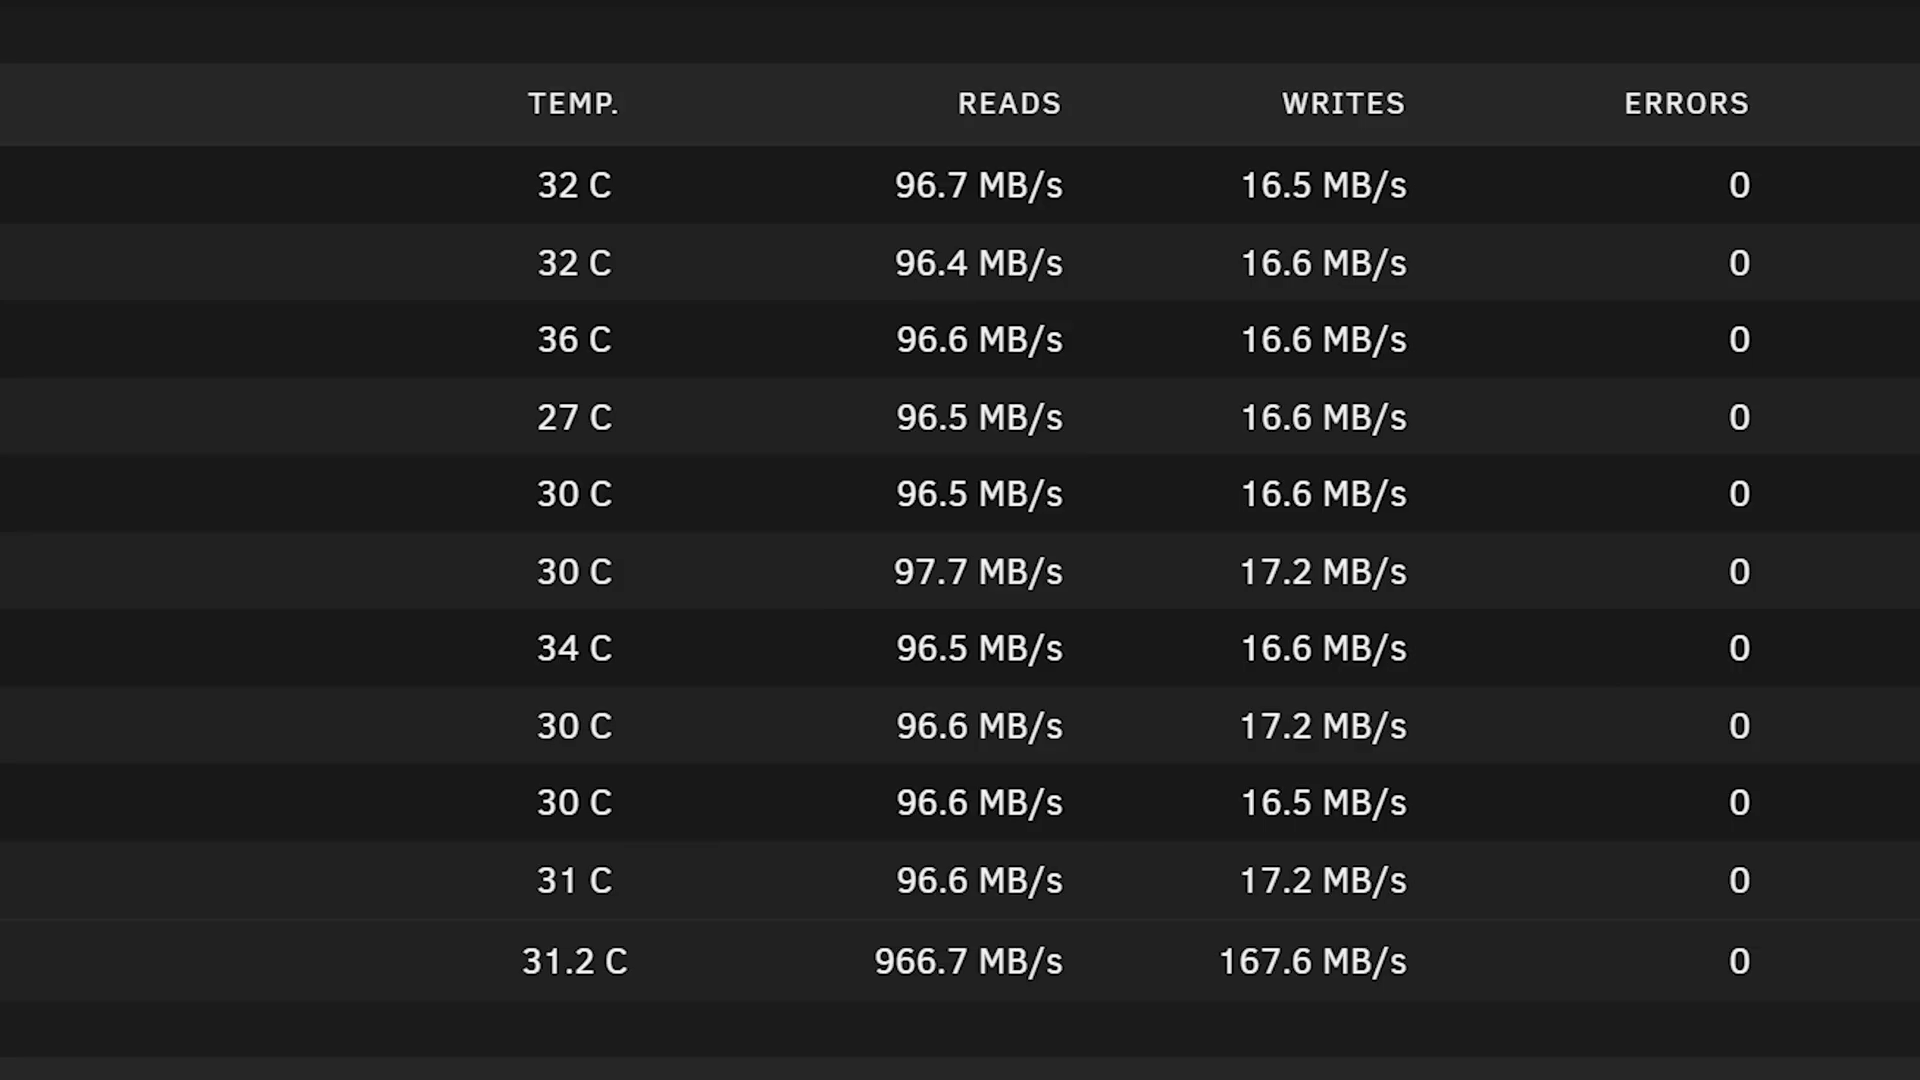 TEMP. READS WRITES ERRORS
32 C 96.7 MB/s 16.5 MB/s 0
32 C 96.4 MB/s 16.6 MB/s 0
36 C 96.6 MB/s 16.6 MB/s 0
27 C 96.5 MB/s 16.6 MB/s 0
30 C 96.5 MB/s 16.6 MB/s 0
30 C 97.7 MB/s 17.2 MB/s 0
34 C 96.5 MB/s 16.6 MB/s 0
30 C 96.6 MB/s 17.2 MB/s 0
30 C 96.6 MB/s 16.5 MB/s 0
31 C 96.6 MB/s 17.2 MB/s 0
31.2 C 966.7 MB/s 167.6 MB/s 0